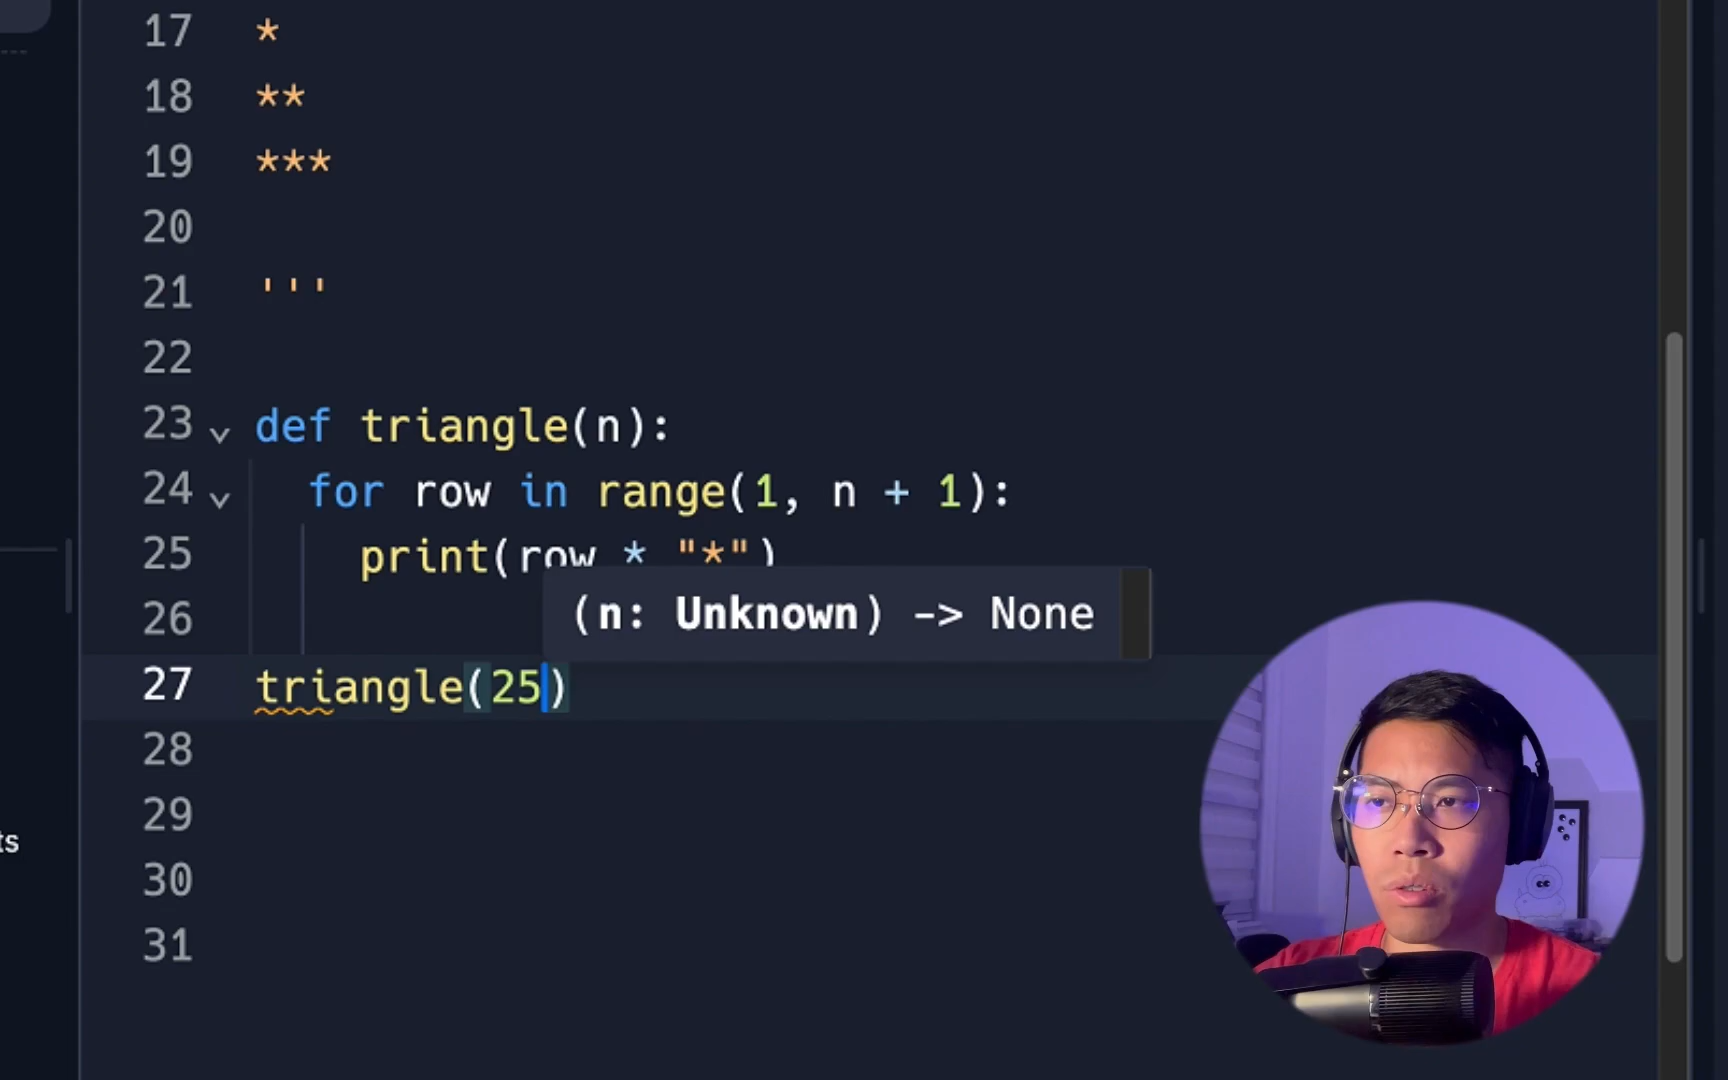 17 *
18 **
19 ***
20
21 '''
22
23 def triangle(n):
24 for row in range(1, n + 1):
25 print(row * "*")
26
(n: Unknown) -> None
27 triangle(25)
28
29
30
31
ts